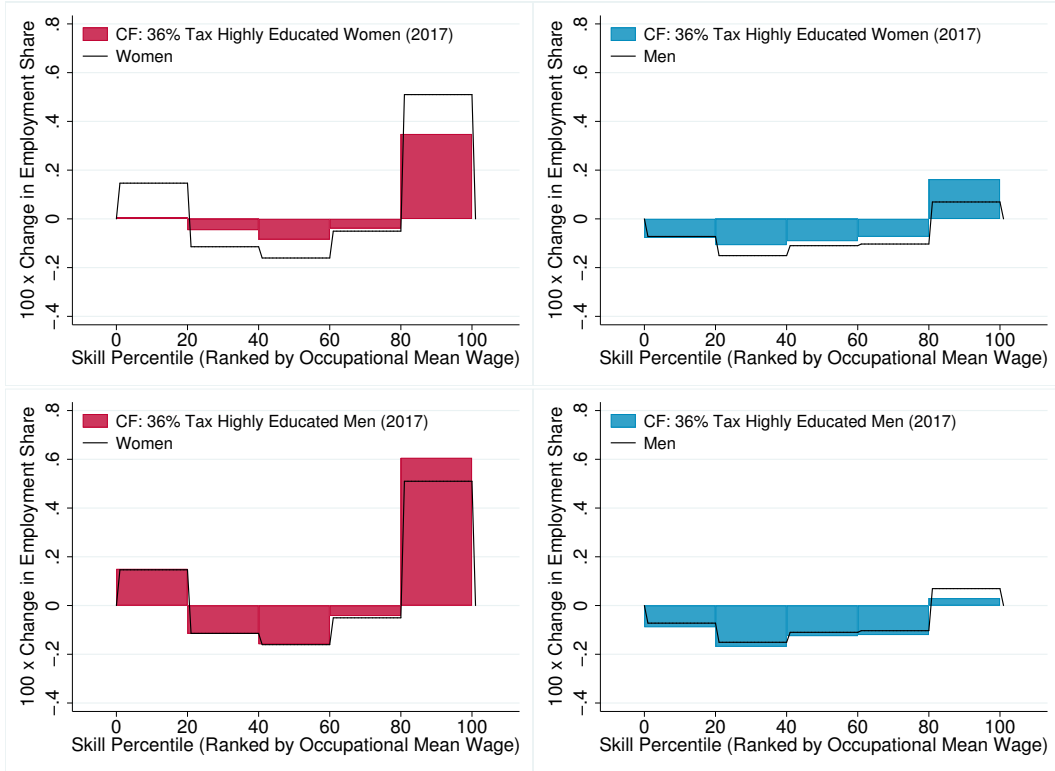 100 x Change in Employment Share
.8
.6
.4
.2
0
−.2
−.4
CF: 36% Tax Highly Educated Women (2017)
Women
0 20 40 60 80 100
Skill Percentile (Ranked by Occupational Mean Wage)
100 x Change in Employment Share
.8
.6
.4
.2
0
−.2
−.4
CF: 36% Tax Highly Educated Women (2017)
Men
0 20 40 60 80 100
Skill Percentile (Ranked by Occupational Mean Wage)
100 x Change in Employment Share
.8
.6
.4
.2
0
−.2
−.4
CF: 36% Tax Highly Educated Men (2017)
Women
0 20 40 60 80 100
Skill Percentile (Ranked by Occupational Mean Wage)
100 x Change in Employment Share
.8
.6
.4
.2
0
−.2
−.4
CF: 36% Tax Highly Educated Men (2017)
Men
0 20 40 60 80 100
Skill Percentile (Ranked by Occupational Mean Wage)